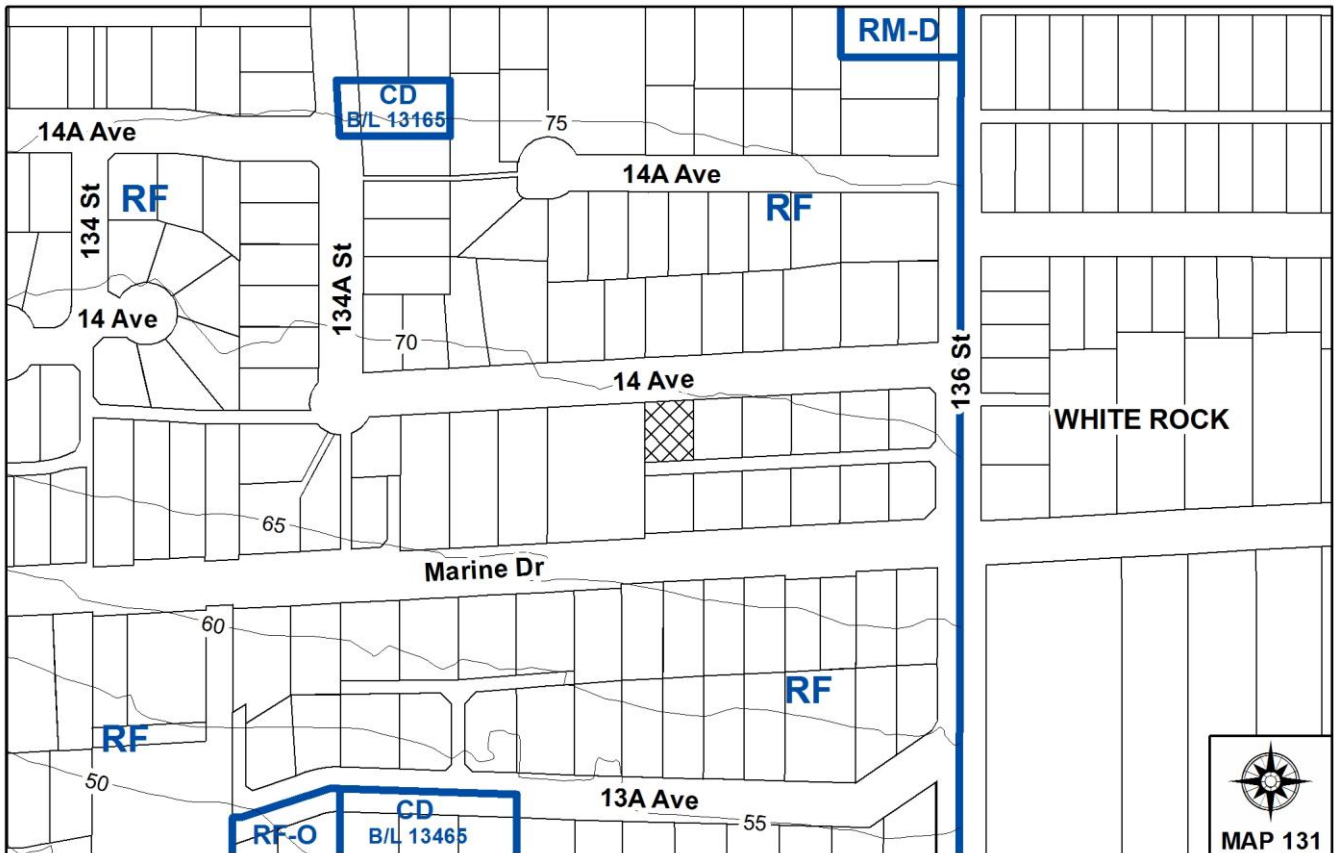 RM-D
CD
B/L 13165
75
14A Ave
14A Ave
RF
RF
134 St
134A St
14 Ave
70
136 St
14 Ave
WHITE ROCK
65
Marine Dr
60
RF
RF
50
13A Ave
CD
B/L 13465
RF-O
55
MAP 131